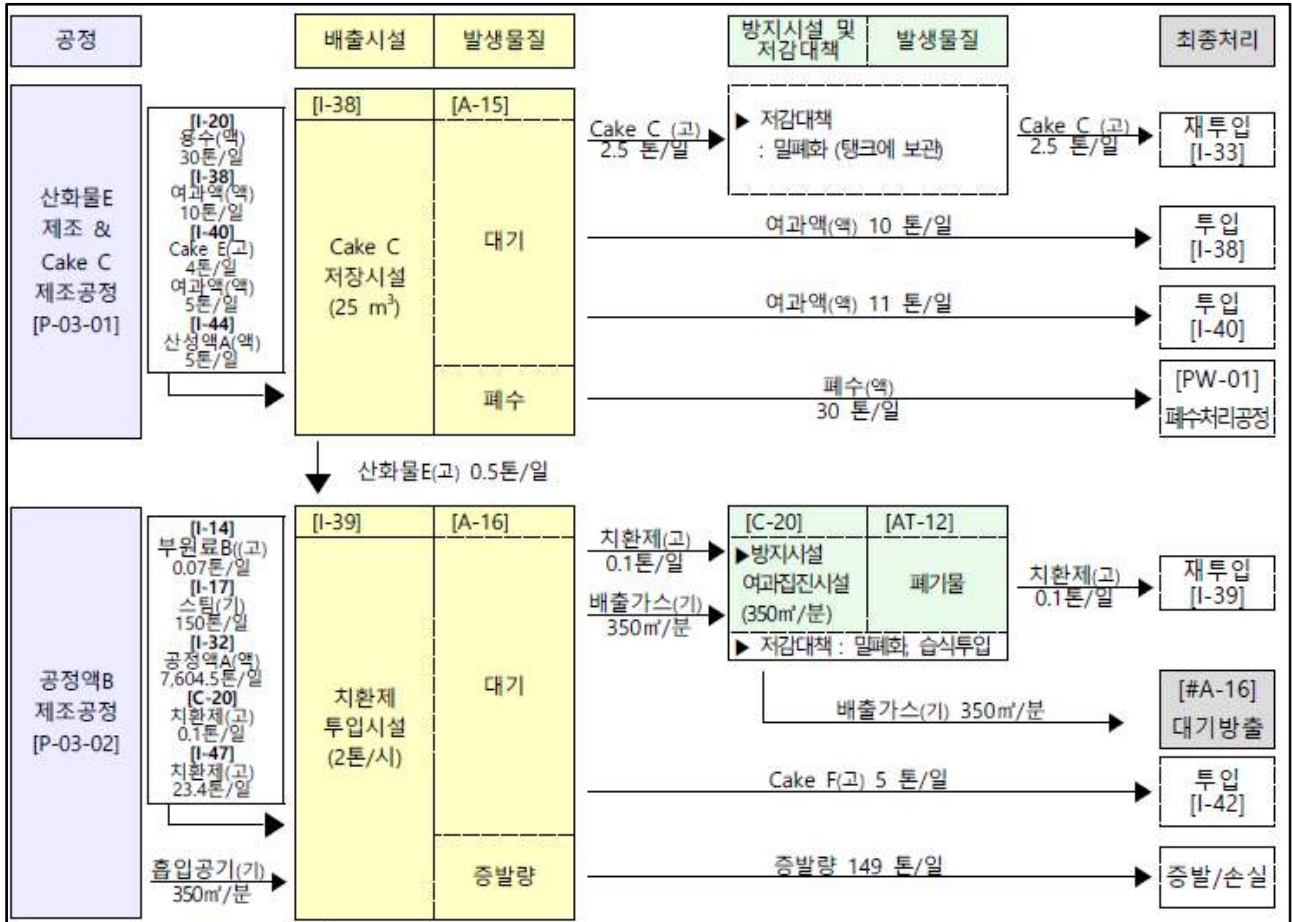 공정
배출시설
발생물질
방지시설 및
저감대책
발생물질
최종처리
산화물E
제조 &
Cake C
제조공정
[P-03-01]
[I-20]
용수(액)
30톤/일
[I-38]
여과액(액)
10톤/일
[I-40]
Cake E(고)
4톤/일
여과액(액)
5톤/일
[I-44]
산성액A(액)
5톤/일
[I-38]
[A-15]
Cake C
저장시설
(25 m³)
대기
폐수
Cake C (고)
2.5 톤/일
▶ 저감대책
: 밀폐화 (탱크에 보관)
Cake C (고)
2.5 톤/일
재투입
[I-33]
여과액(액) 10 톤/일
투입
[I-38]
여과액(액) 11 톤/일
투입
[I-40]
폐수(액)
30 톤/일
[PW-01]
폐수처리공정
산화물E(고) 0.5톤/일
공정액B
제조공정
[P-03-02]
[I-14]
부원료B((고)
0.07톤/일
[I-17]
스팀(기)
150톤/일
[I-32]
공정액A(액)
7,604.5톤/일
[C-20]
치환제(고)
0.1톤/일
[I-47]
치환제(고)
23.4톤/일
흡입공기(기)
350㎥/분
[I-39]
[A-16]
치환제
투입시설
(2톤/시)
대기
증발량
치환제(고)
0.1톤/일
배출가스(기)
350㎥/분
[C-20]
[AT-12]
▶방지시설
여과집진시설
(350㎥/분)
폐기물
▶ 저감대책 : 밀폐화, 습식투입
치환제(고)
0.1톤/일
재투입
[I-39]
배출가스(기) 350㎥/분
[#A-16]
대기방출
Cake F(고) 5 톤/일
투입
[I-42]
증발량 149 톤/일
증발/손실